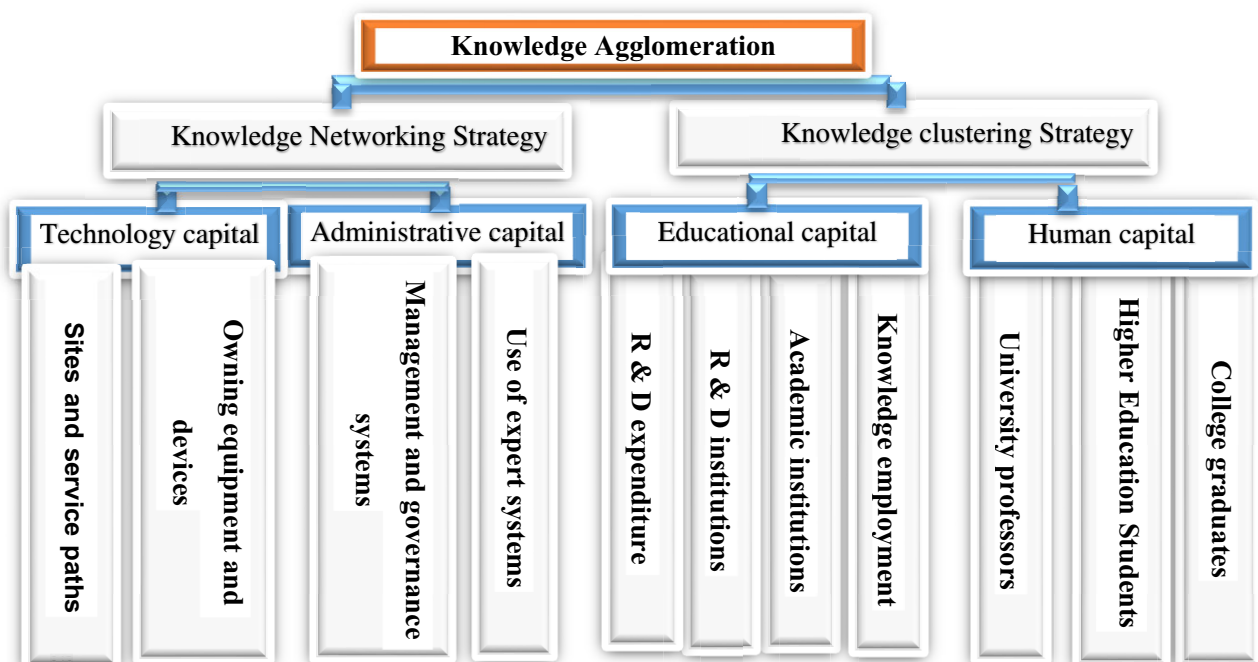 Knowledge Agglomeration
Knowledge Networking Strategy
Knowledge clustering Strategy
Technology capital
Administrative capital
Educational capital
Human capital
Sites and service paths
Owning equipment and
devices
Management and governance
systems
Use of expert systems
R & D expenditure
R & D institutions
Academic institutions
Knowledge employment
University professors
Higher Education Students
College graduates